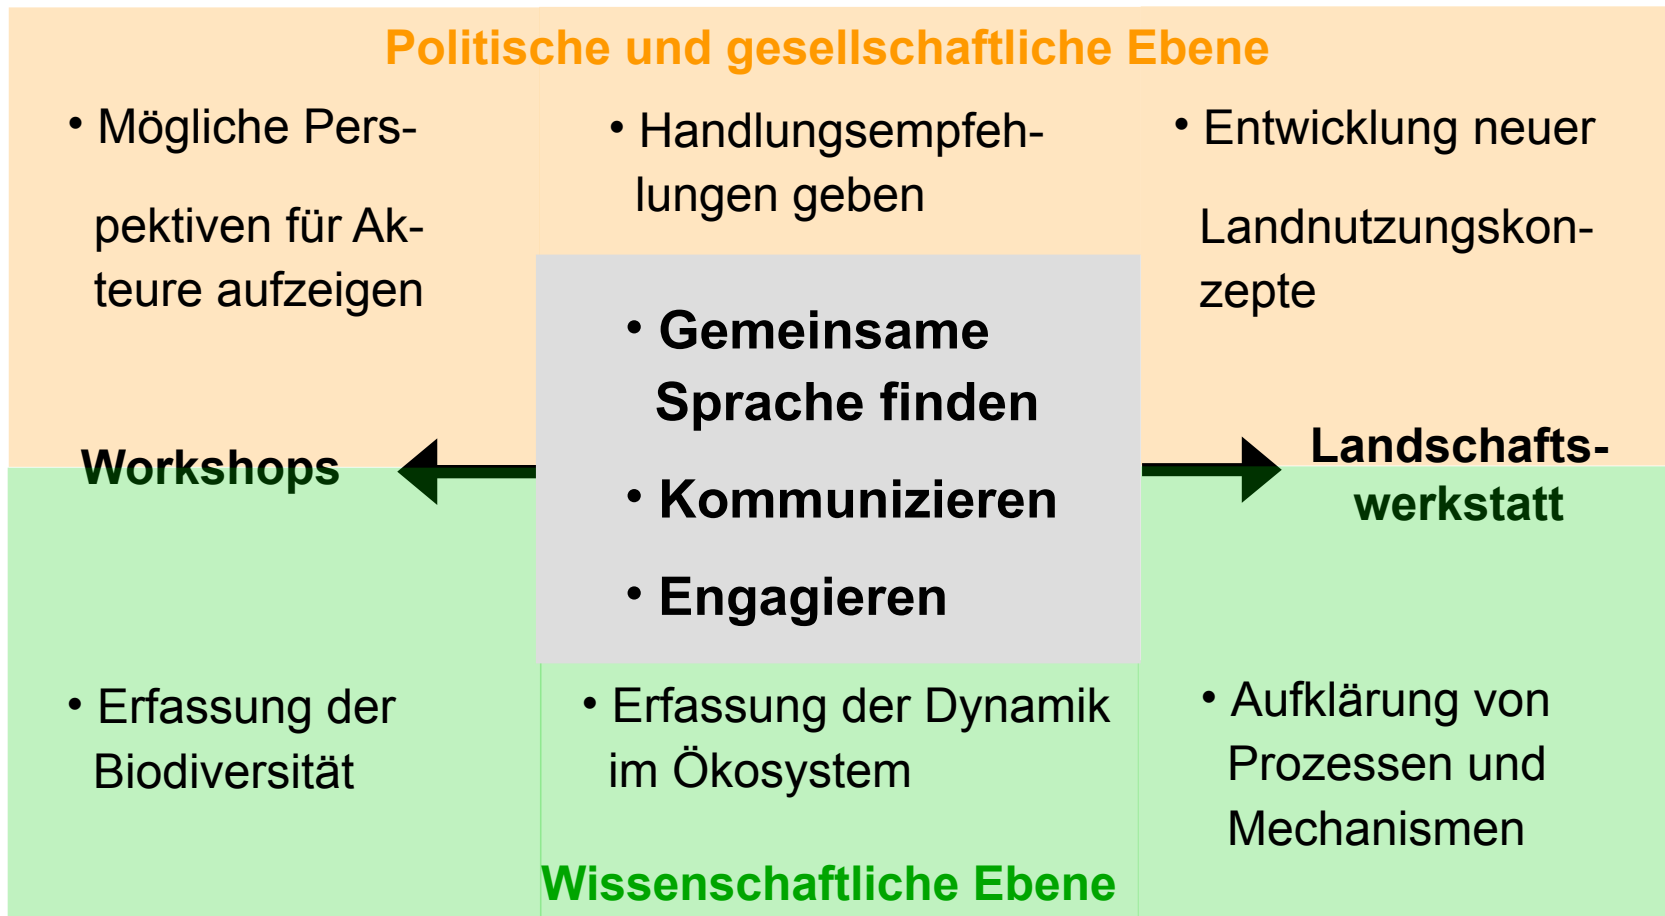 Politische und gesellschaftliche Ebene
• Mögliche Pers-
pektiven für Ak-
teure aufzeigen
• Handlungsempfeh-
lungen geben
• Entwicklung neuer
Landnutzungskon-
zepte
• Gemeinsame
Sprache finden
• Kommunizieren
• Engagieren
Workshops
Landschafts-
werkstatt
• Erfassung der
Biodiversität
• Erfassung der Dynamik
im Ökosystem
• Aufklärung von
Prozessen und
Mechanismen
Wissenschaftliche Ebene